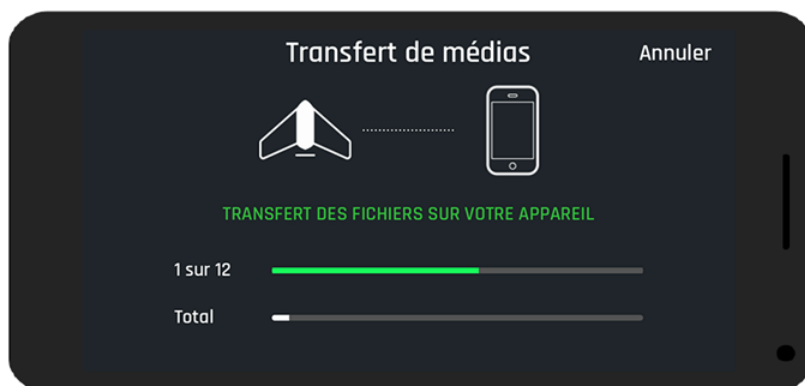 Transfert de médias
Annuler
TRANSFERT DES FICHIERS SUR VOTRE APPAREIL
1 sur 12
Total